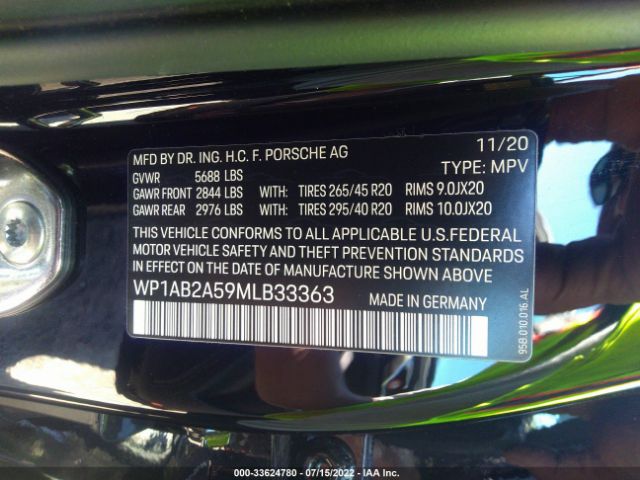 MFD BY DR. ING. H.C. F. PORSCHE AG 11/20
GVWR 5688 LBS TYPE: MPV
GAWR FRONT 2844 LBS WITH: TIRES 265/45 R20 RIMS 9.0JX20
GAWR REAR 2976 LBS WITH: TIRES 295/40 R20 RIMS 10.0JX20
THIS VEHICLE CONFORMS TO ALL APPLICABLE U.S.FEDERAL
MOTOR VEHICLE SAFETY AND THEFT PREVENTION STANDARDS
IN EFFECT ON THE DATE OF MANUFACTURE SHOWN ABOVE
WP1AB2A59MLB33363 MADE IN GERMANY
95B.010.016 AL
000-33624780 - 07/15/2022 - IAA Inc.